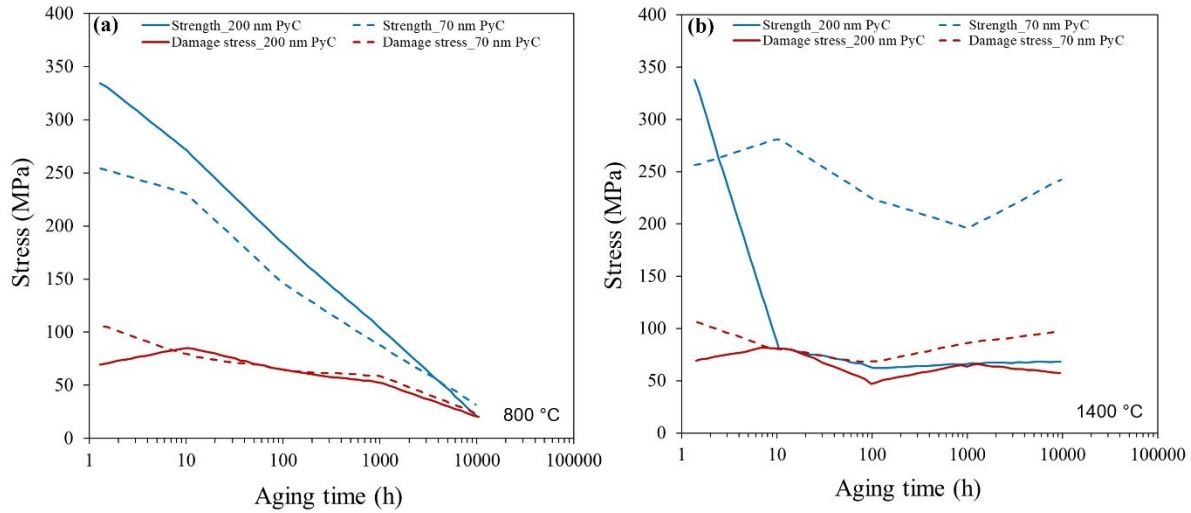 (a)
Strength_200 nm PyC
Strength_70 nm PyC
Damage stress_200 nm PyC
Damage stress_70 nm PyC
400
350
300
250
200
150
100
50
0
Stress (MPa)
800 °C
1
10
100
1000
10000
100000
Aging time (h)
(b)
Strength_200 nm PyC
Strength_70 nm PyC
Damage stress_200 nm PyC
Damage stress_70 nm PyC
400
350
300
250
200
150
100
50
0
Stress (MPa)
1400 °C
1
10
100
1000
10000
100000
Aging time (h)